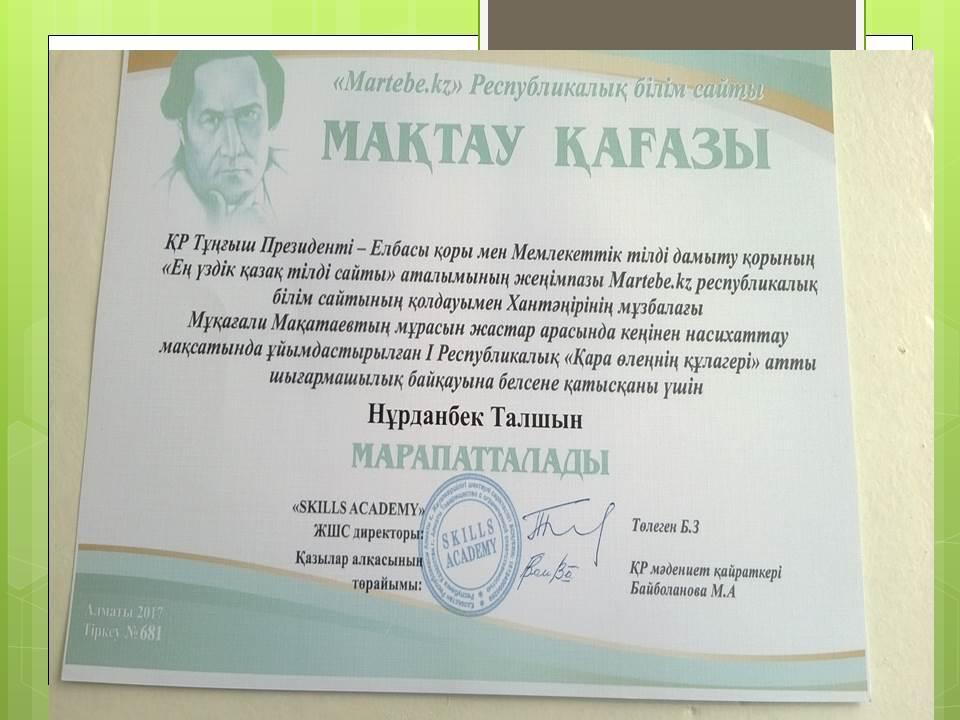 «Martebe.kz» Республикалық білім сайты
МАҚТАУ ҚАҒАЗЫ
ҚР Тұңғыш Президенті – Елбасы қоры мен Мемлекеттік тілді дамыту қорының
«Ең үздік қазақ тілді сайты» аталымының жеңімпазы Martebe.kz республикалық
білім сайтының қолдауымен Хантәңірінің мұзбалағы
Мұқағали Мақатаевтың мұрасын жастар арасында кеңінен насихаттау
мақсатында ұйымдастырылған І Республикалық «Қара өлеңнің құлагері» атты
шығармашылық байқауына белсене қатысқаны үшін
Нұрданбек Талшын
МАРАПАТТАЛАДЫ
«SKILLS ACADEMY»
ЖШС директоры:
Төлеген Б.З
Қазылар алқасының
төрайымы:
ҚР мәдениет қайраткері
Байболанова М.А
SKILLS
ACADEMY
Алматы 2017
Тіркеу №681